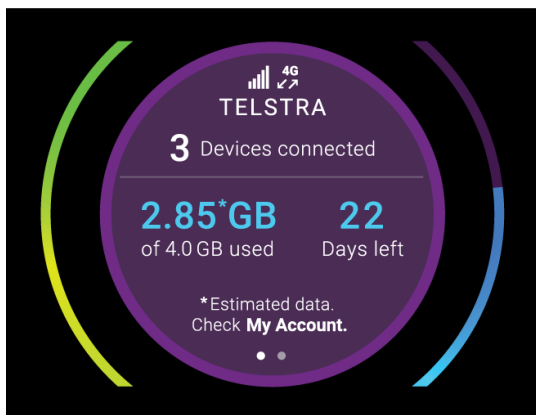 4G
TELSTRA
3 Devices connected
2.85*GB 22
of 4.0 GB used Days left
*Estimated data.
Check My Account.